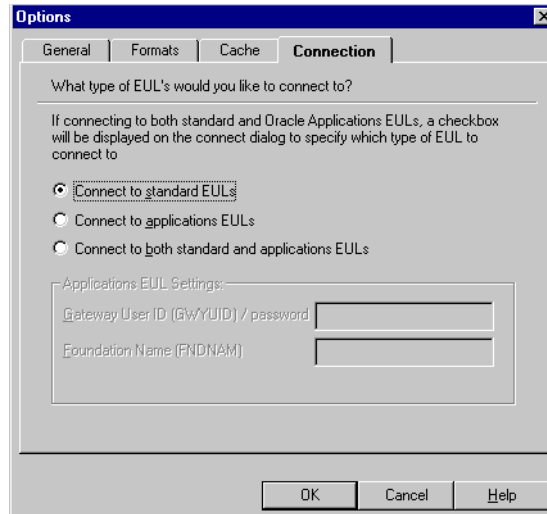 Options
General Formats Cache Connection
What type of EUL's would you like to connect to?
If connecting to both standard and Oracle Applications EULs, a checkbox
will be displayed on the connect dialog to specify which type of EUL to
connect to
Connect to standard EULs
Connect to applications EULs
Connect to both standard and applications EULs
Applications EUL Settings:
Gateway User ID (GWYUID) / password
Foundation Name (FNDNAM)
OK Cancel Help